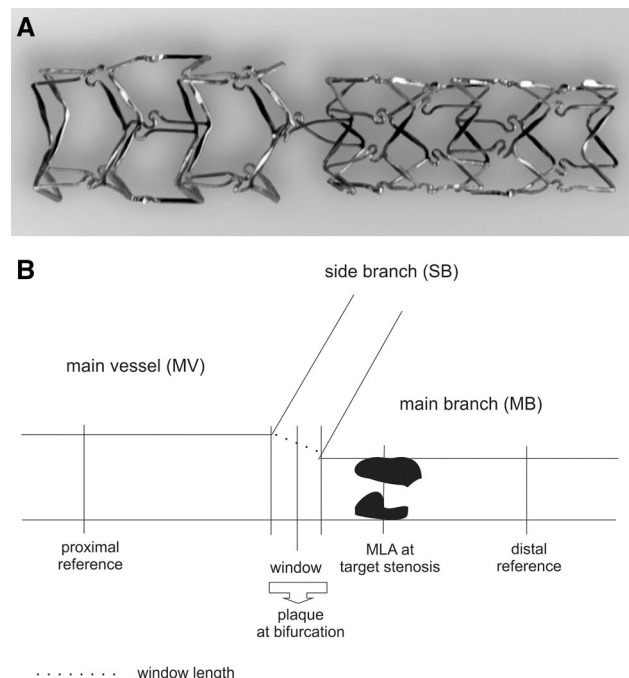 A
B
side branch (SB)
main vessel (MV)
main branch (MB)
proximal
reference
window
MLA at
target stenosis
distal
reference
plaque
at bifurcation
window length